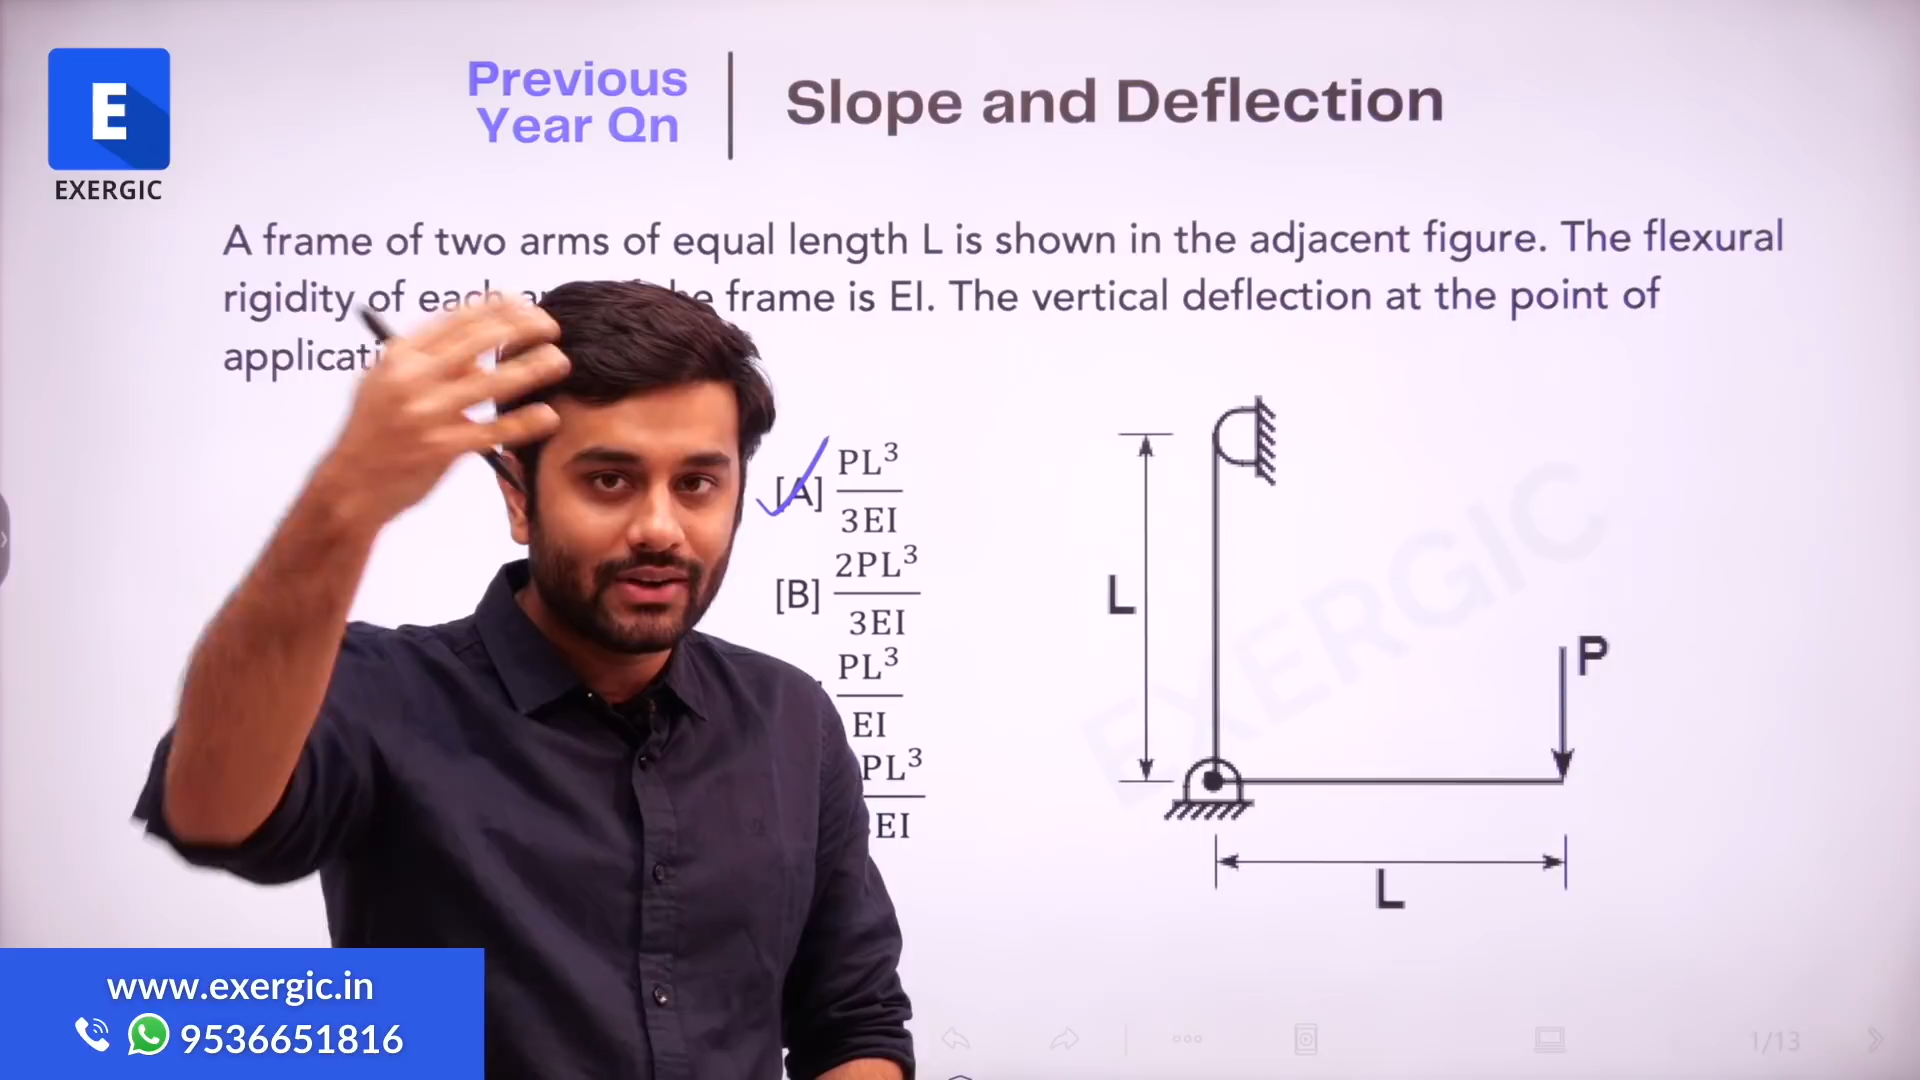 E
EXERGIC
Previous
Year Qn
Slope and Deflection
A frame of two arms of equal length L is shown in the adjacent figure. The flexural
rigidity of each frame is EI. The vertical deflection at the point of
[A] PL³
3EI
[B] 2PL³
3EI
PL³
EI
PL³
EI
L
P
L
EXERGIC
www.exergic.in
9536651816
1/13